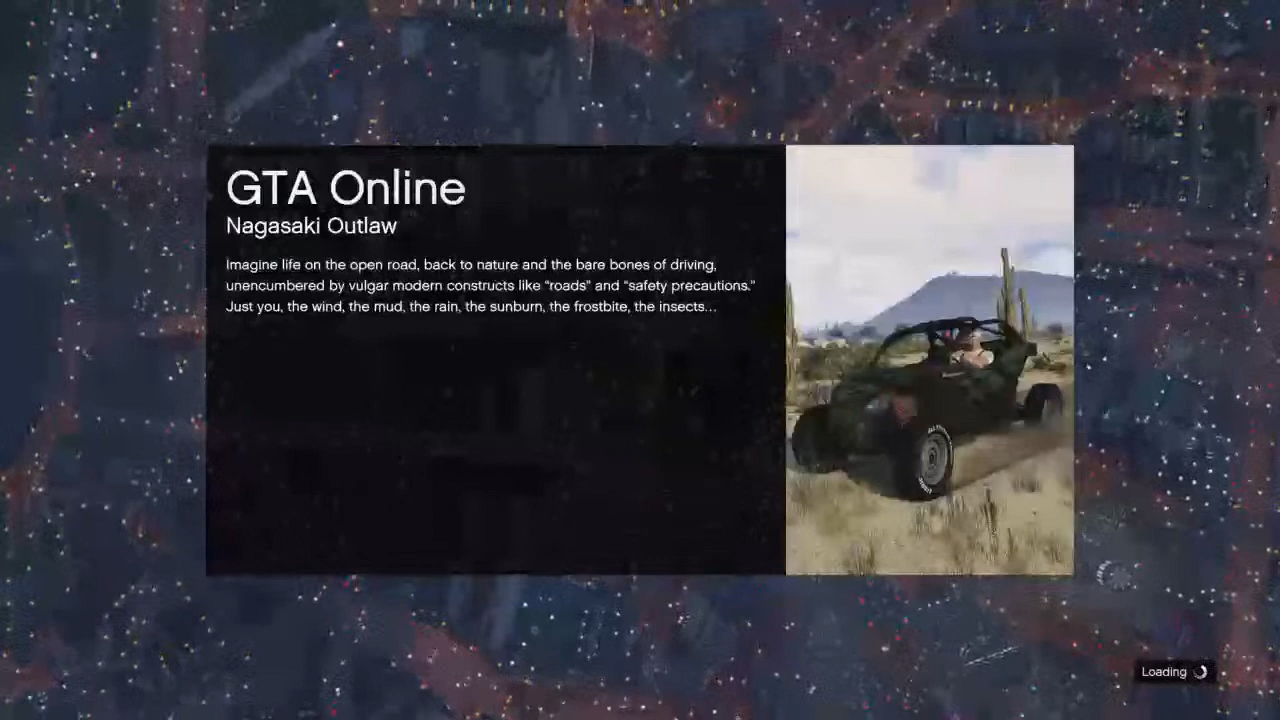 GTA Online
Nagasaki Outlaw
Imagine life on the open road, back to nature and the bare bones of driving,
unencumbered by vulgar modern constructs like "roads" and "safety precautions."
Just you, the wind, the mud, the rain, the sunburn, the frostbite, the insects...
Loading